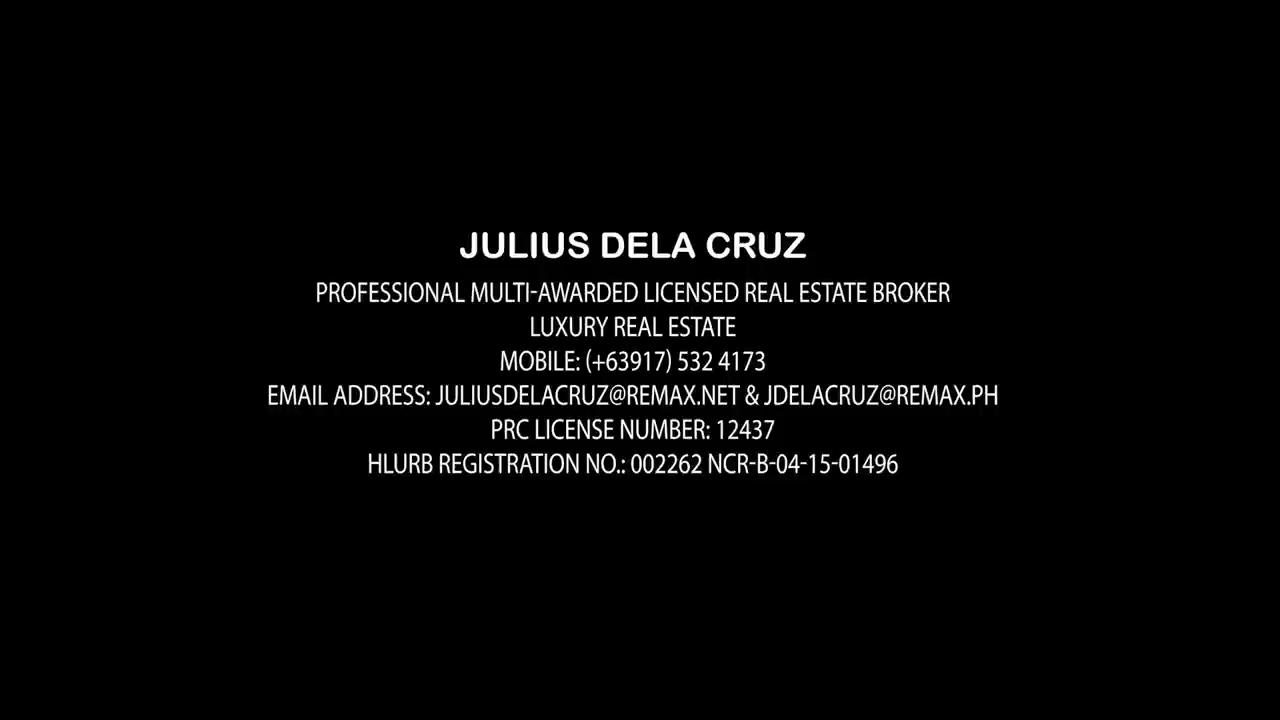 JULIUS DELA CRUZ
PROFESSIONAL MULTI-AWARDED LICENSED REAL ESTATE BROKER
LUXURY REAL ESTATE
MOBILE: (+63917) 532 4173
EMAIL ADDRESS: JULIUSDELACRUZ@REMAX.NET & JDELACRUZ@REMAX.PH
PRC LICENSE NUMBER: 12437
HLURB REGISTRATION NO.: 002262 NCR-B-04-15-01496